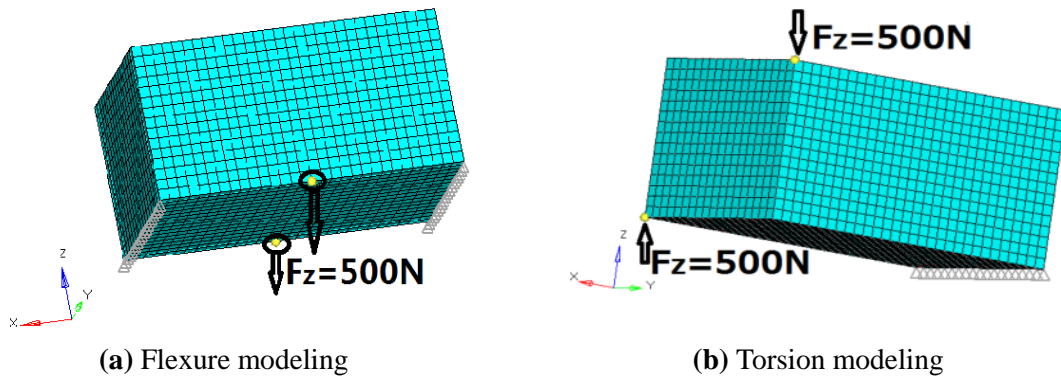 Fz=500N
Z
Y
X
Fz=500N
Fz=500N
Z
X
Y
(a) Flexure modeling
(b) Torsion modeling